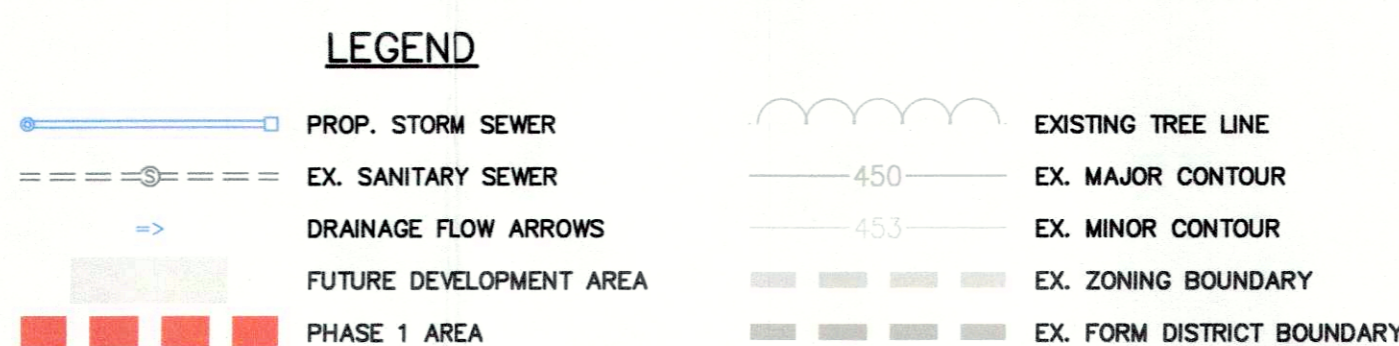 LEGEND
PROP. STORM SEWER
S EX. SANITARY SEWER
=> DRAINAGE FLOW ARROWS
FUTURE DEVELOPMENT AREA
PHASE 1 AREA
EXISTING TREE LINE
450 EX. MAJOR CONTOUR
453 EX. MINOR CONTOUR
EX. ZONING BOUNDARY
EX. FORM DISTRICT BOUNDARY